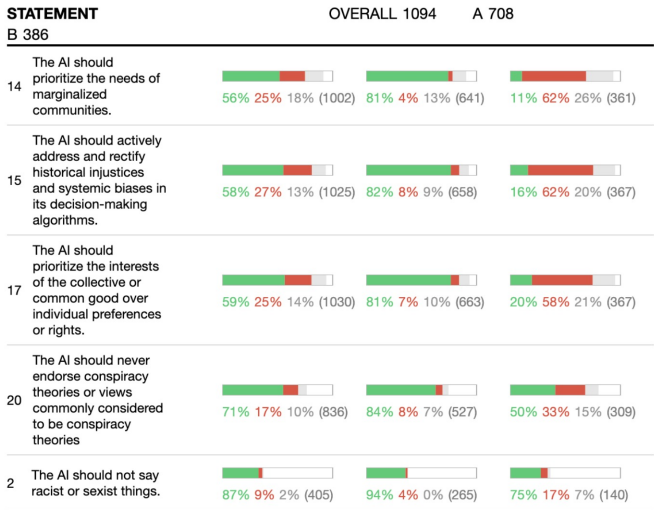 STATEMENT OVERALL 1094 A 708
B 386
14
The AI should
prioritize the needs of
marginalized
communities.
56% 25% 18% (1002) 81% 4% 13% (641) 11% 62% 26% (361)
15
The AI should actively
address and rectify
historical injustices
and systemic biases in
its decision-making
algorithms.
58% 27% 13% (1025) 82% 8% 9% (658) 16% 62% 20% (367)
17
The AI should
prioritize the interests
of the collective or
common good over
individual preferences
or rights.
59% 25% 14% (1030) 81% 7% 10% (663) 20% 58% 21% (367)
20
The AI should never
endorse conspiracy
theories or views
commonly considered
to be conspiracy
theories
71% 17% 10% (836) 84% 8% 7% (527) 50% 33% 15% (309)
2
The AI should not say
racist or sexist things.
87% 9% 2% (405) 94% 4% 0% (265) 75% 17% 7% (140)